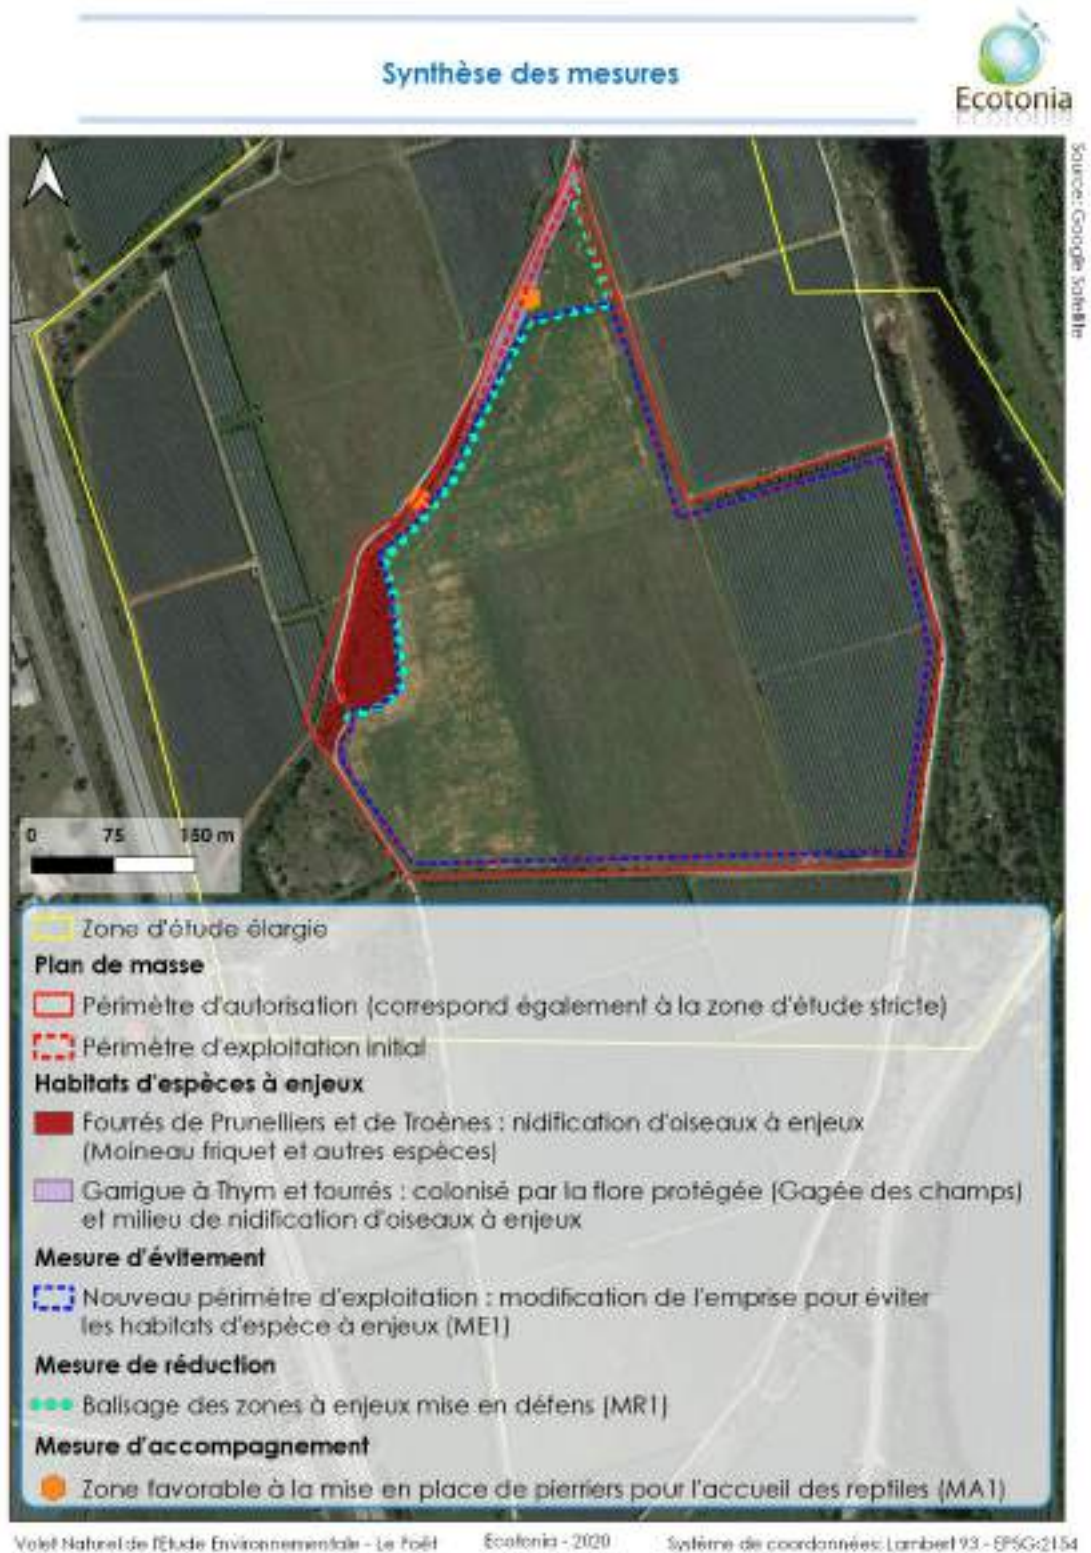 Synthèse des mesures
Ecotonia
Source: Google Satellite
0 75 150 m
Zone d'étude élargie
Plan de masse
Périmètre d'autorisation (correspond également à la zone d'étude stricte)
Périmètre d'exploitation initial
Habitats d'espèces à enjeux
Fourrés de Prunelliers et de Troènes : nidification d'oiseaux à enjeux
(Moineau friquet et autres espèces)
Garrigue à Thym et fourrés : colonisé par la flore protégée (Gagée des champs)
et milieu de nidification d'oiseaux à enjeux
Mesure d'évitement
Nouveau périmètre d'exploitation : modification de l'emprise pour éviter
les habitats d'espèce à enjeux (ME1)
Mesure de réduction
Balisage des zones à enjeux mise en défens (MR1)
Mesure d'accompagnement
Zone favorable à la mise en place de pierriers pour l'accueil des reptiles (MA1)
Volet Naturel de l'Etude Environnementale - Le Poët Ecotonia - 2020 Système de coordonnées: Lambert 93 - EPSG:2154